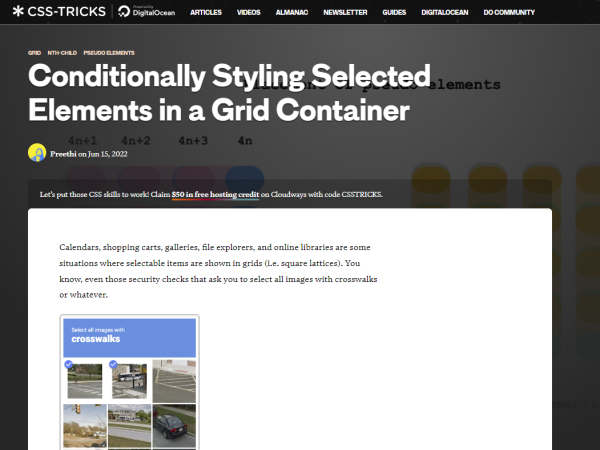 CSS-TRICKS Powered by DigitalOcean ARTICLES VIDEOS ALMANAC NEWSLETTER GUIDES DIGITALOCEAN DO COMMUNITY
GRID NTH-CHILD PSEUDO ELEMENTS
Conditionally Styling Selected
Elements in a Grid Container
pseudo elements
4n+1 4n+2 4n+3 4n
Preethi on Jun 15, 2022
Let's put those CSS skills to work! Claim $50 in free hosting credit on Cloudways with code CSSTRICKS.
Calendars, shopping carts, galleries, file explorers, and online libraries are some
situations where selectable items are shown in grids (i.e. square lattices). You
know, even those security checks that ask you to select all images with crosswalks
or whatever.
Select all images with
crosswalks